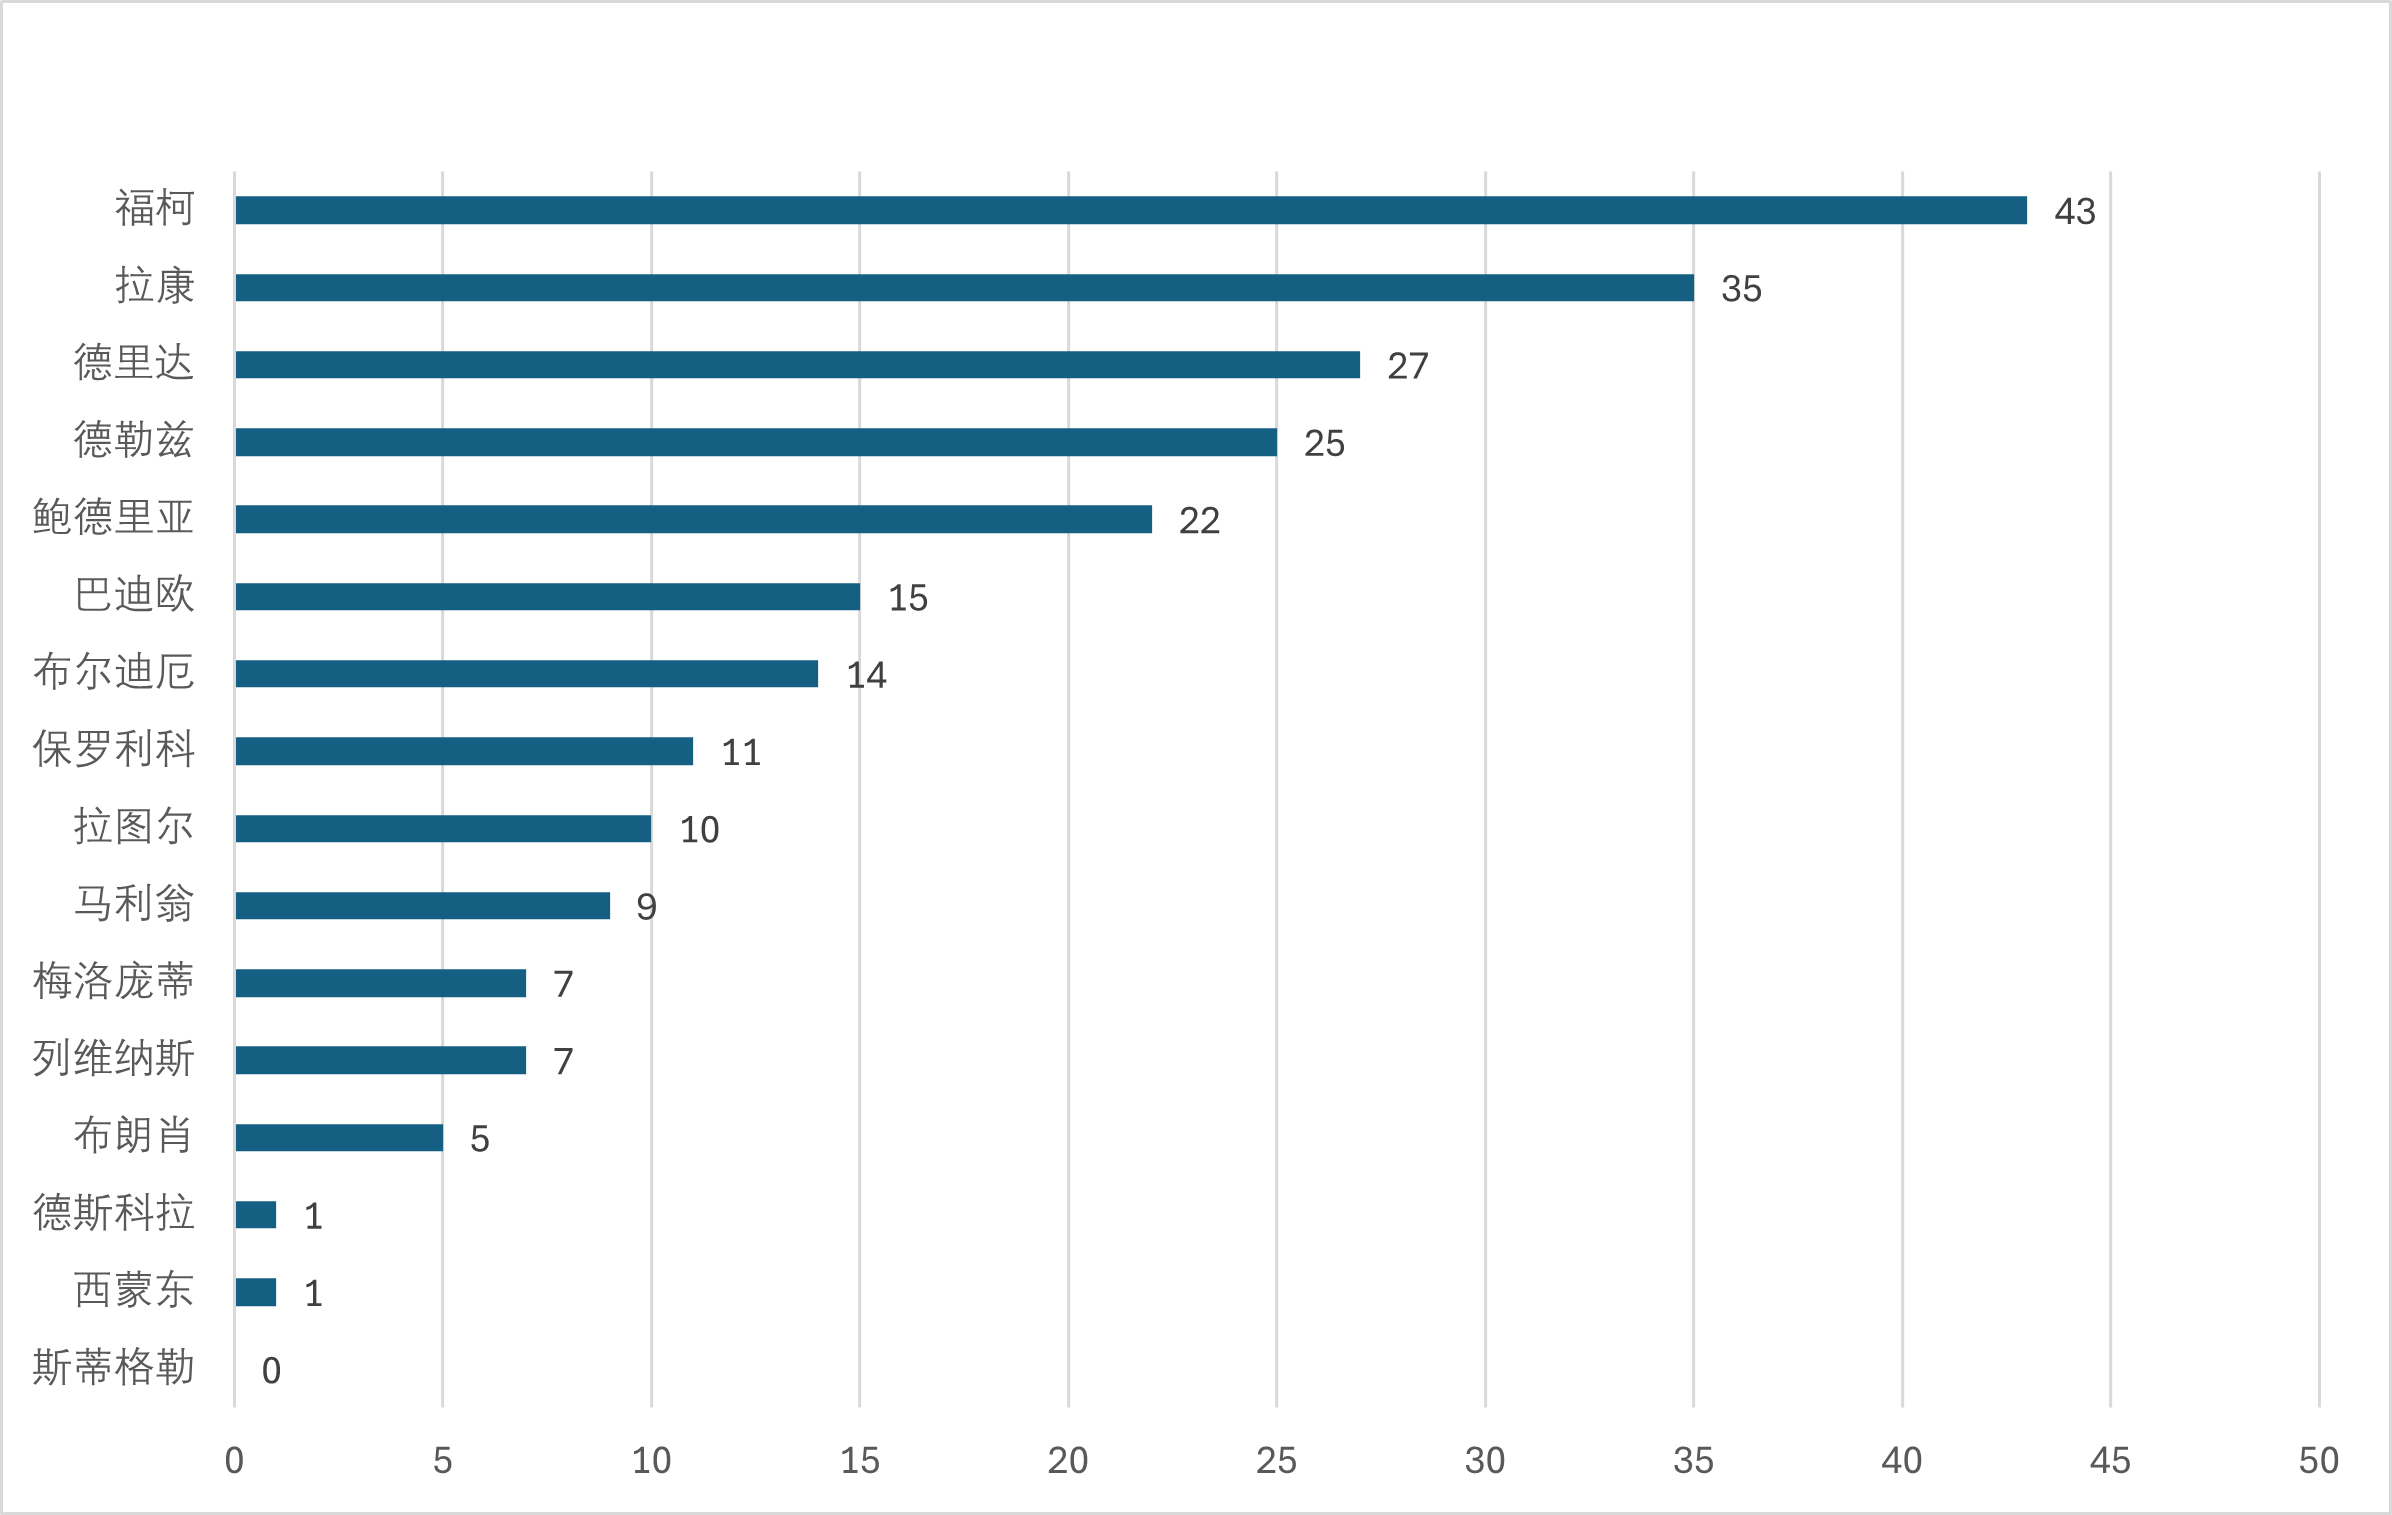 福柯 43
拉康 35
德里达 27
德勒兹 25
鲍德里亚 22
巴迪欧 15
布尔迪厄 14
保罗利科 11
拉图尔 10
马利翁 9
梅洛庞蒂 7
列维纳斯 7
布朗肖 5
德斯科拉 1
西蒙东 1
斯蒂格勒 0
0 5 10 15 20 25 30 35 40 45 50